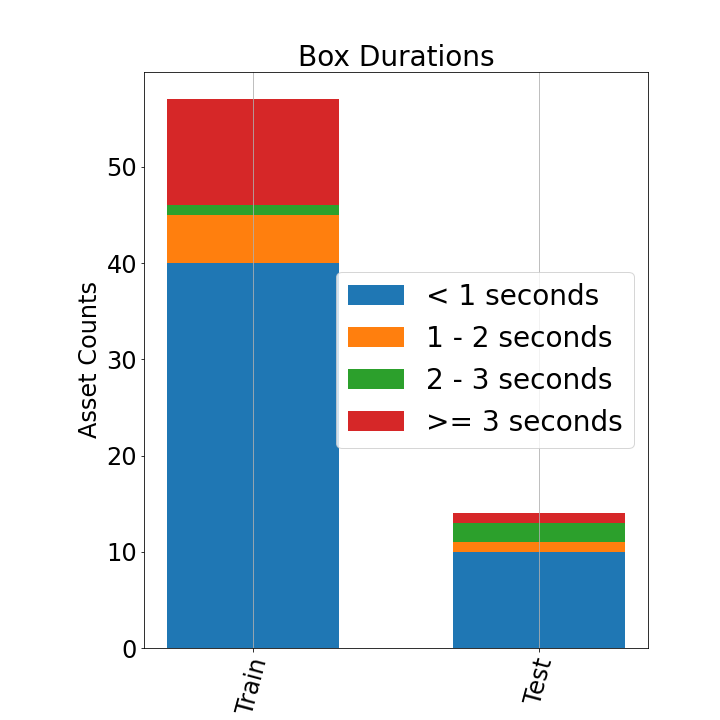 Box Durations
Asset Counts
50
40
30
20
10
0
< 1 seconds
1 - 2 seconds
2 - 3 seconds
>= 3 seconds
Train
Test